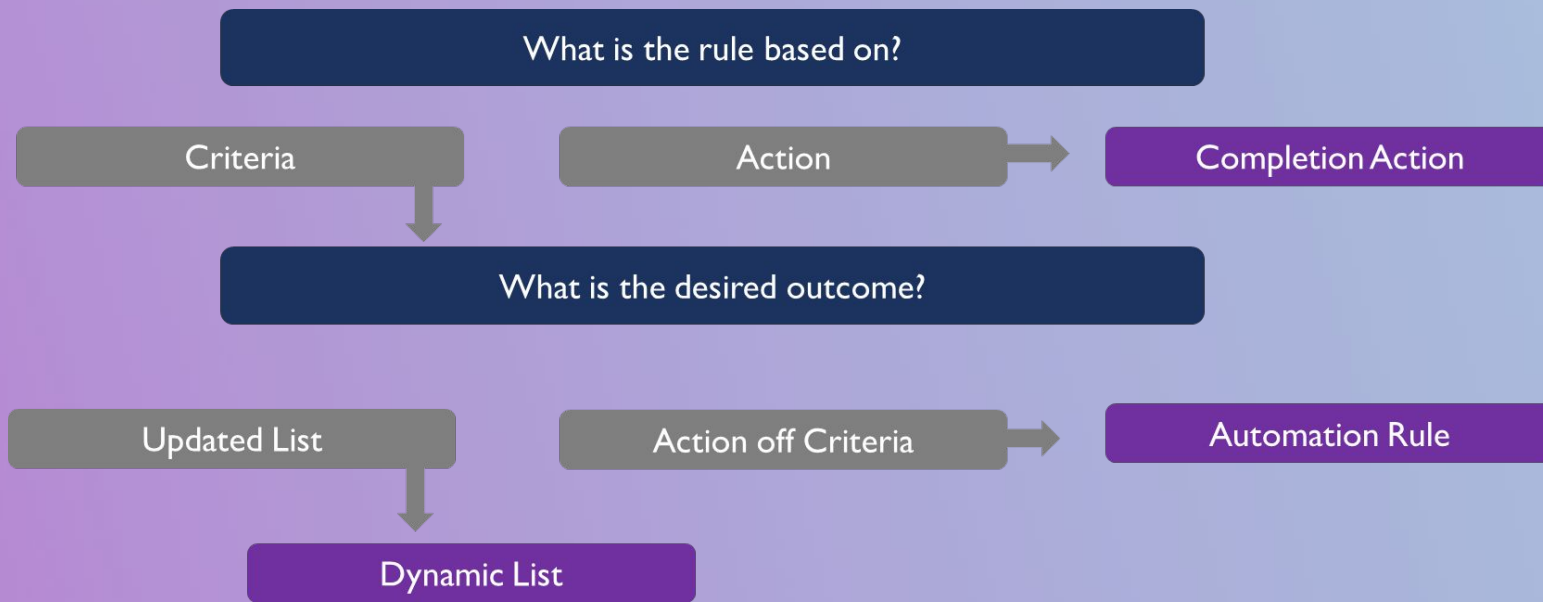 What is the rule based on?
Criteria
Action
Completion Action
What is the desired outcome?
Updated List
Action off Criteria
Automation Rule
Dynamic List